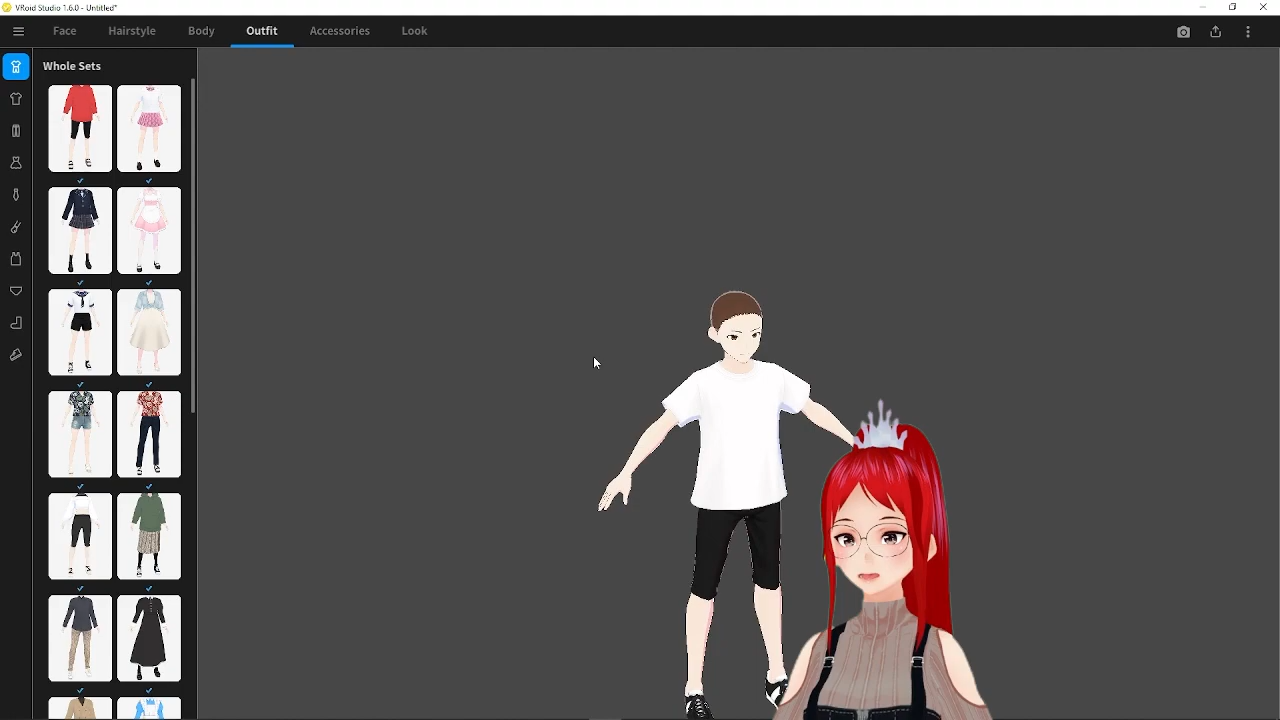 VRoid Studio 1.6.0 - Untitled*
Face Hairstyle Body Outfit Accessories Look
Whole Sets